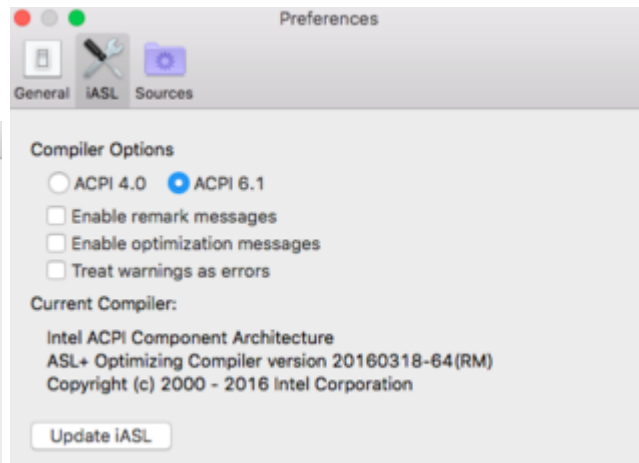 Preferences
General iASL Sources
Compiler Options
ACPI 4.0 ACPI 6.1
Enable remark messages
Enable optimization messages
Treat warnings as errors
Current Compiler:
Intel ACPI Component Architecture
ASL+ Optimizing Compiler version 20160318-64(RM)
Copyright (c) 2000 - 2016 Intel Corporation
Update iASL